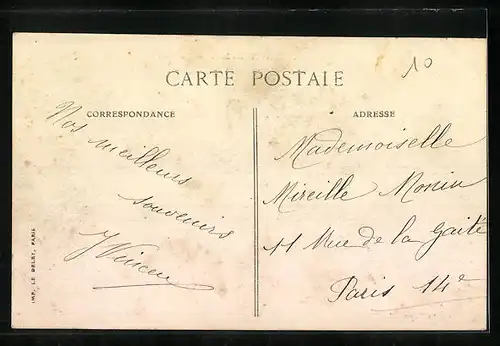 10
CARTE POSTALE
CORRESPONDANCE
Nos meilleurs
souvenirs
ADRESSE
Mademoiselle
Mireille Monin
11 Rue de la Gaité
Paris 14e
IMP. LE DELEY, PARIS